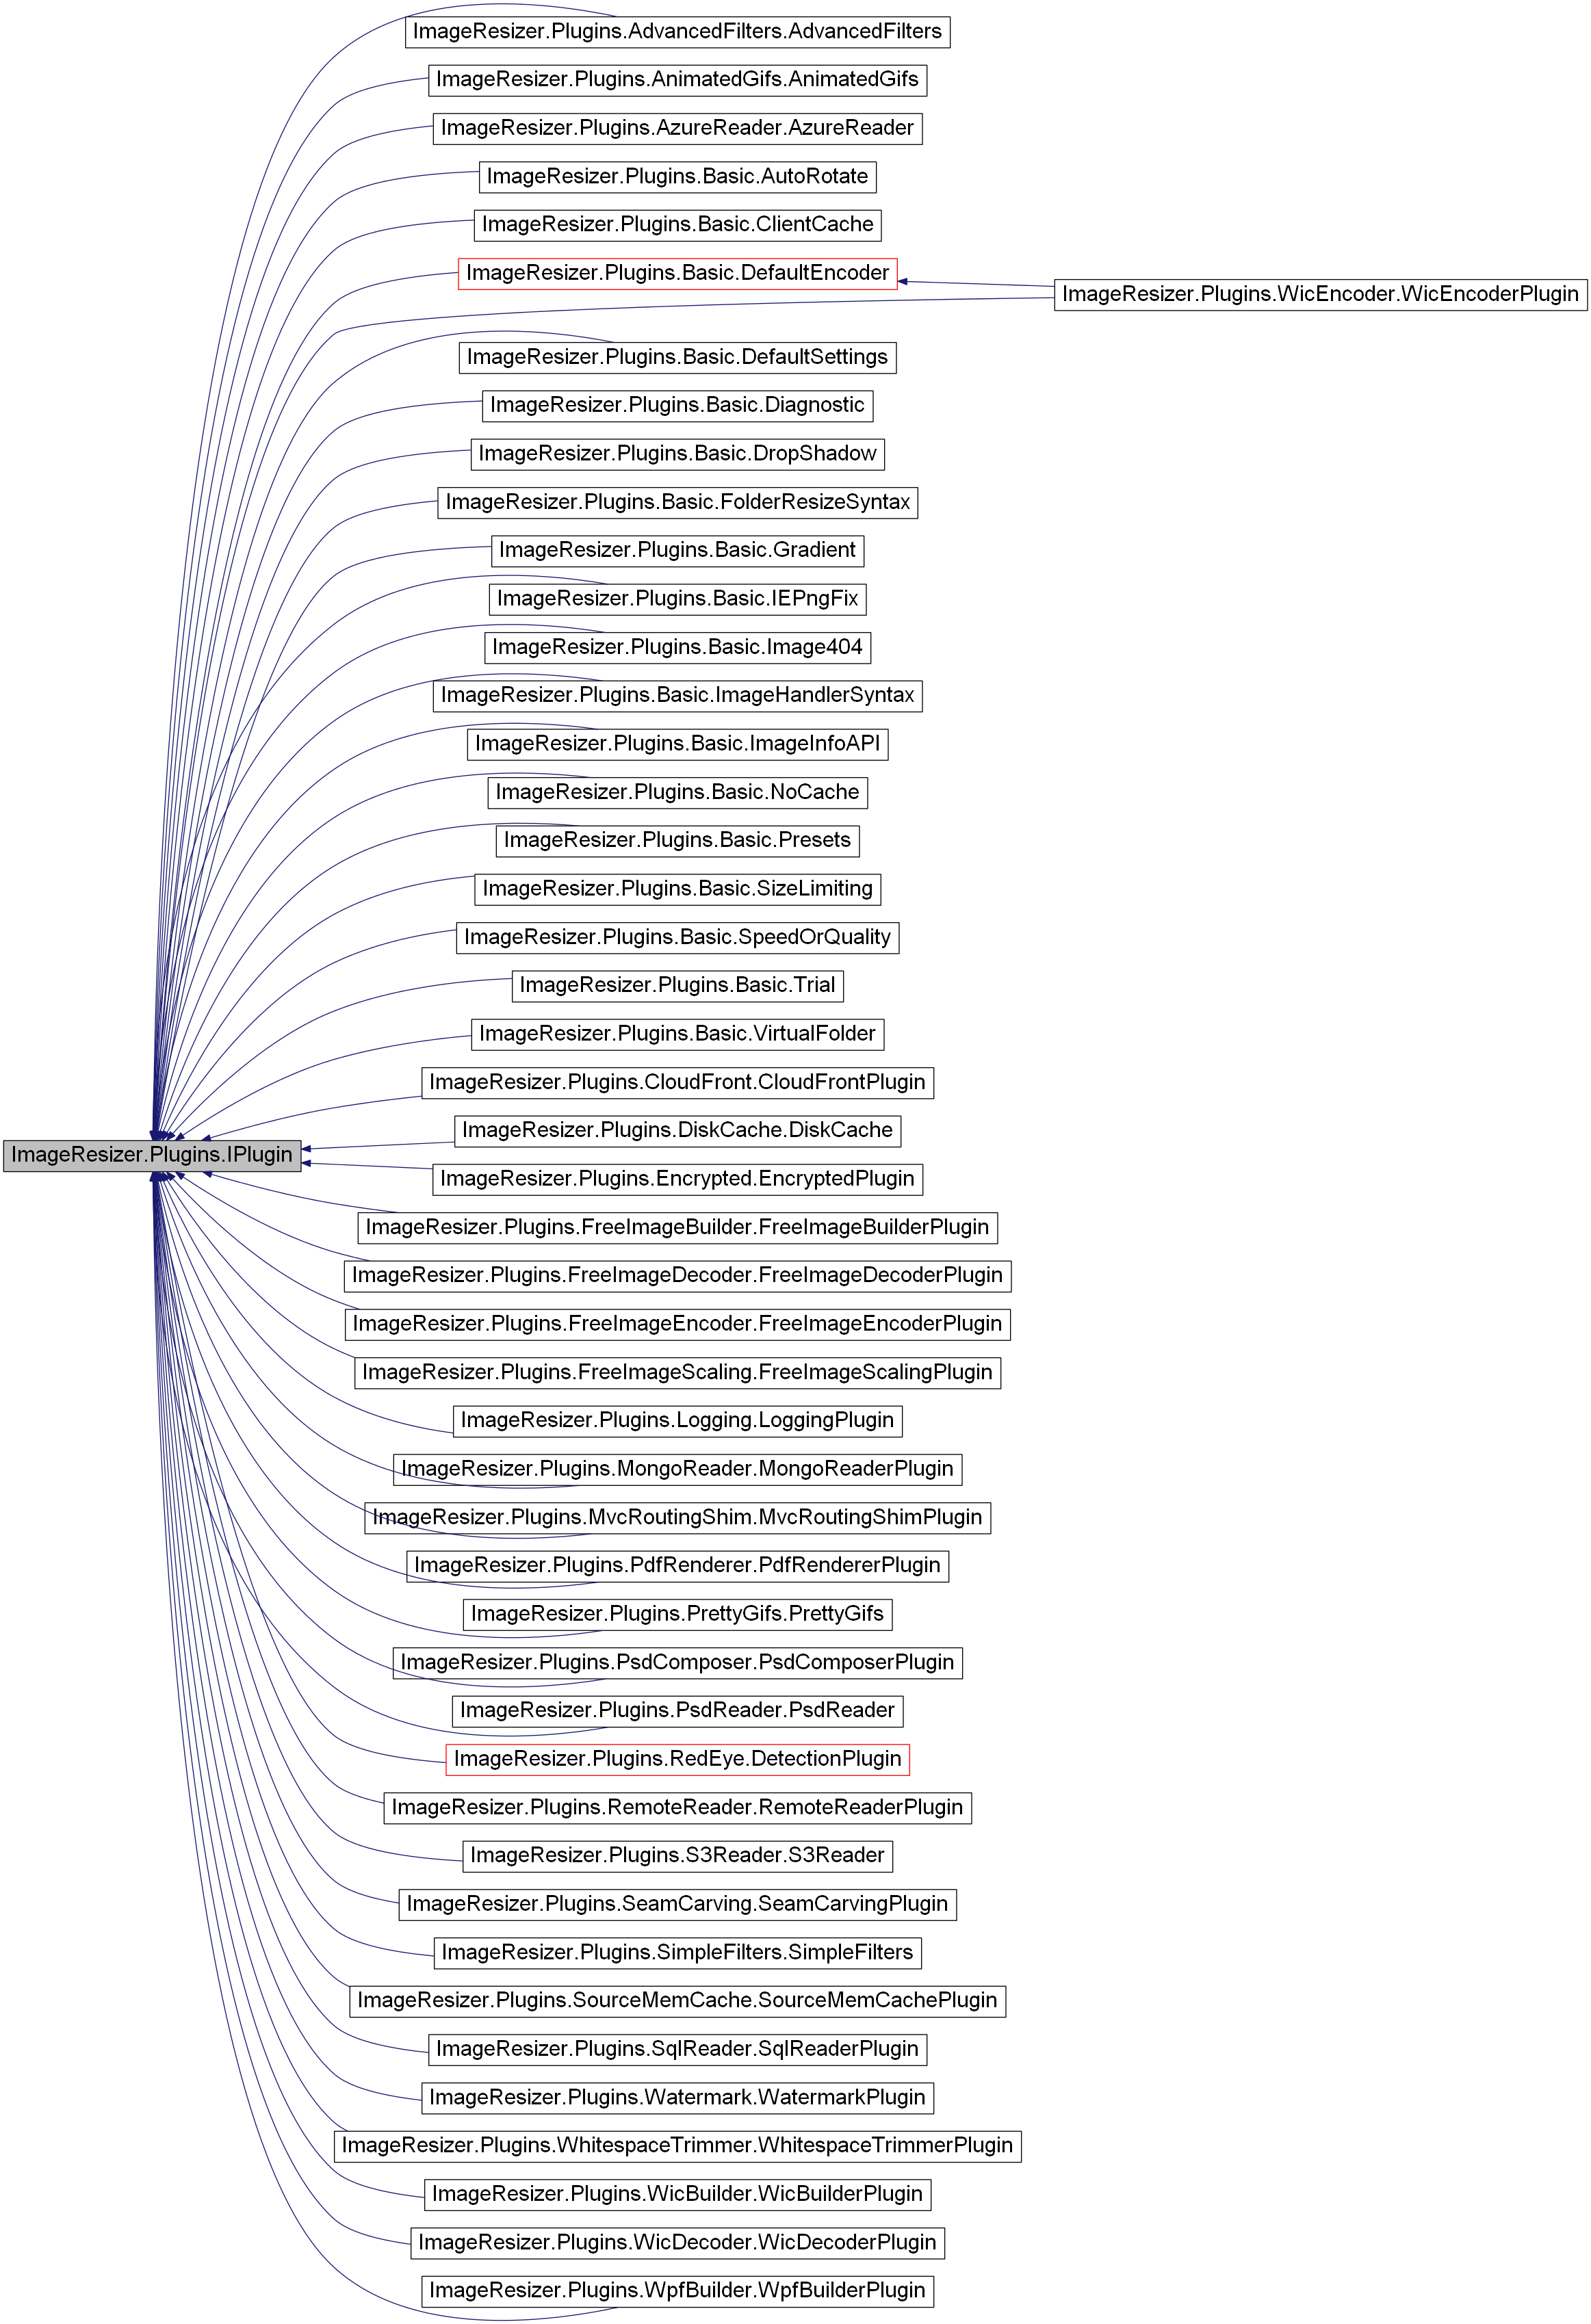 ImageResizer.Plugins.AdvancedFilters.AdvancedFilters
ImageResizer.Plugins.AnimatedGifs.AnimatedGifs
ImageResizer.Plugins.AzureReader.AzureReader
ImageResizer.Plugins.Basic.AutoRotate
ImageResizer.Plugins.Basic.ClientCache
ImageResizer.Plugins.Basic.DefaultEncoder
ImageResizer.Plugins.WicEncoder.WicEncoderPlugin
ImageResizer.Plugins.Basic.DefaultSettings
ImageResizer.Plugins.Basic.Diagnostic
ImageResizer.Plugins.Basic.DropShadow
ImageResizer.Plugins.Basic.FolderResizeSyntax
ImageResizer.Plugins.Basic.Gradient
ImageResizer.Plugins.Basic.IEPngFix
ImageResizer.Plugins.Basic.Image404
ImageResizer.Plugins.Basic.ImageHandlerSyntax
ImageResizer.Plugins.Basic.ImageInfoAPI
ImageResizer.Plugins.Basic.NoCache
ImageResizer.Plugins.Basic.Presets
ImageResizer.Plugins.Basic.SizeLimiting
ImageResizer.Plugins.Basic.SpeedOrQuality
ImageResizer.Plugins.Basic.Trial
ImageResizer.Plugins.Basic.VirtualFolder
ImageResizer.Plugins.CloudFront.CloudFrontPlugin
ImageResizer.Plugins.DiskCache.DiskCache
ImageResizer.Plugins.IPlugin
ImageResizer.Plugins.Encrypted.EncryptedPlugin
ImageResizer.Plugins.FreeImageBuilder.FreeImageBuilderPlugin
ImageResizer.Plugins.FreeImageDecoder.FreeImageDecoderPlugin
ImageResizer.Plugins.FreeImageEncoder.FreeImageEncoderPlugin
ImageResizer.Plugins.FreeImageScaling.FreeImageScalingPlugin
ImageResizer.Plugins.Logging.LoggingPlugin
ImageResizer.Plugins.MongoReader.MongoReaderPlugin
ImageResizer.Plugins.MvcRoutingShim.MvcRoutingShimPlugin
ImageResizer.Plugins.PdfRenderer.PdfRendererPlugin
ImageResizer.Plugins.PrettyGifs.PrettyGifs
ImageResizer.Plugins.PsdComposer.PsdComposerPlugin
ImageResizer.Plugins.PsdReader.PsdReader
ImageResizer.Plugins.RedEye.DetectionPlugin
ImageResizer.Plugins.RemoteReader.RemoteReaderPlugin
ImageResizer.Plugins.S3Reader.S3Reader
ImageResizer.Plugins.SeamCarving.SeamCarvingPlugin
ImageResizer.Plugins.SimpleFilters.SimpleFilters
ImageResizer.Plugins.SourceMemCache.SourceMemCachePlugin
ImageResizer.Plugins.SqlReader.SqlReaderPlugin
ImageResizer.Plugins.Watermark.WatermarkPlugin
ImageResizer.Plugins.WhitespaceTrimmer.WhitespaceTrimmerPlugin
ImageResizer.Plugins.WicBuilder.WicBuilderPlugin
ImageResizer.Plugins.WicDecoder.WicDecoderPlugin
ImageResizer.Plugins.WpfBuilder.WpfBuilderPlugin